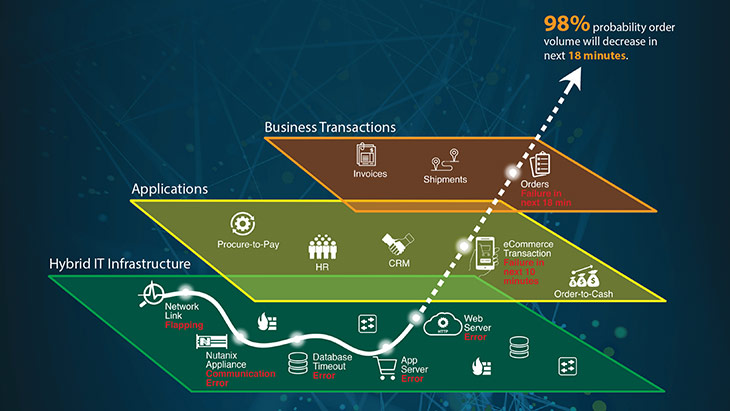 98% probability order
volume will decrease in
next 18 minutes.
Business Transactions
Invoices
Shipments
Orders
Failure in
next 18 min
Applications
Procure-to-Pay
HR
CRM
eCommerce
Transaction
Failure in
next 10
minutes
Order-to-Cash
Hybrid IT Infrastructure
Network
Link
Flapping
Nutanix
Appliance
Communication
Error
Database
Timeout
Error
App
Server
Error
HTTP
Web
Server
Error